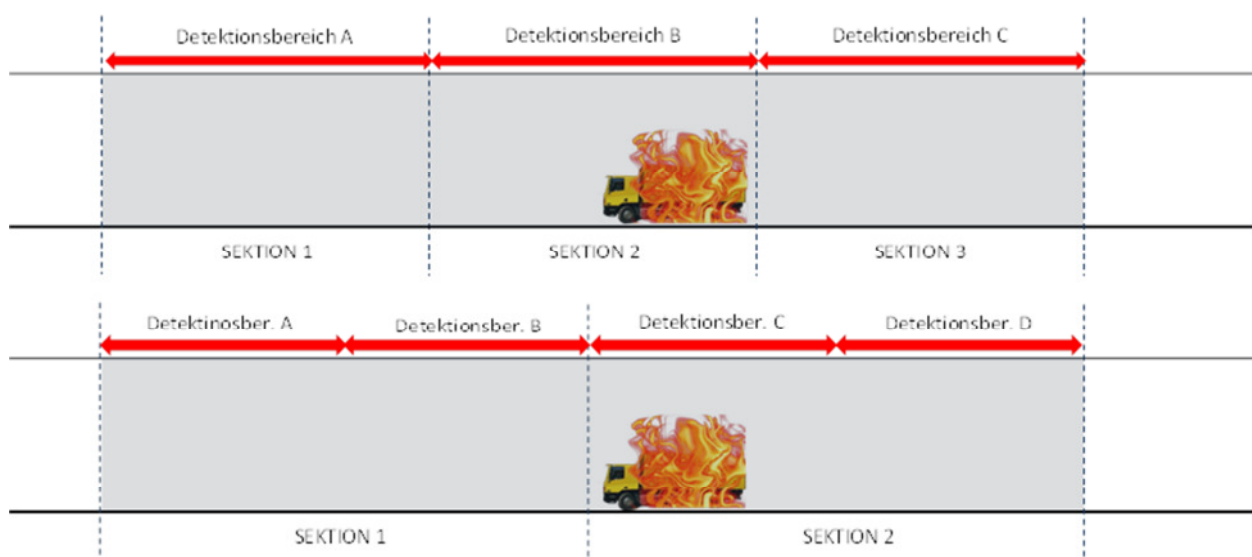 Detektionsbereich A
Detektionsbereich B
Detektionsbereich C
SEKTION 1
SEKTION 2
SEKTION 3
Detektinosber. A
Detektionsber. B
Detektionsber. C
Detektionsber. D
SEKTION 1
SEKTION 2